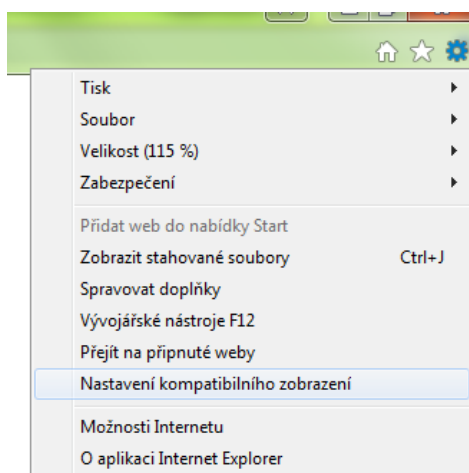 Tisk
Soubor
Velikost (115 %)
Zabezpečení
Přidat web do nabídky Start
Zobrazit stahované soubory Ctrl+J
Spravovat doplňky
Vývojářské nástroje F12
Přejít na připnuté weby
Nastavení kompatibilního zobrazení
Možnosti Internetu
O aplikaci Internet Explorer